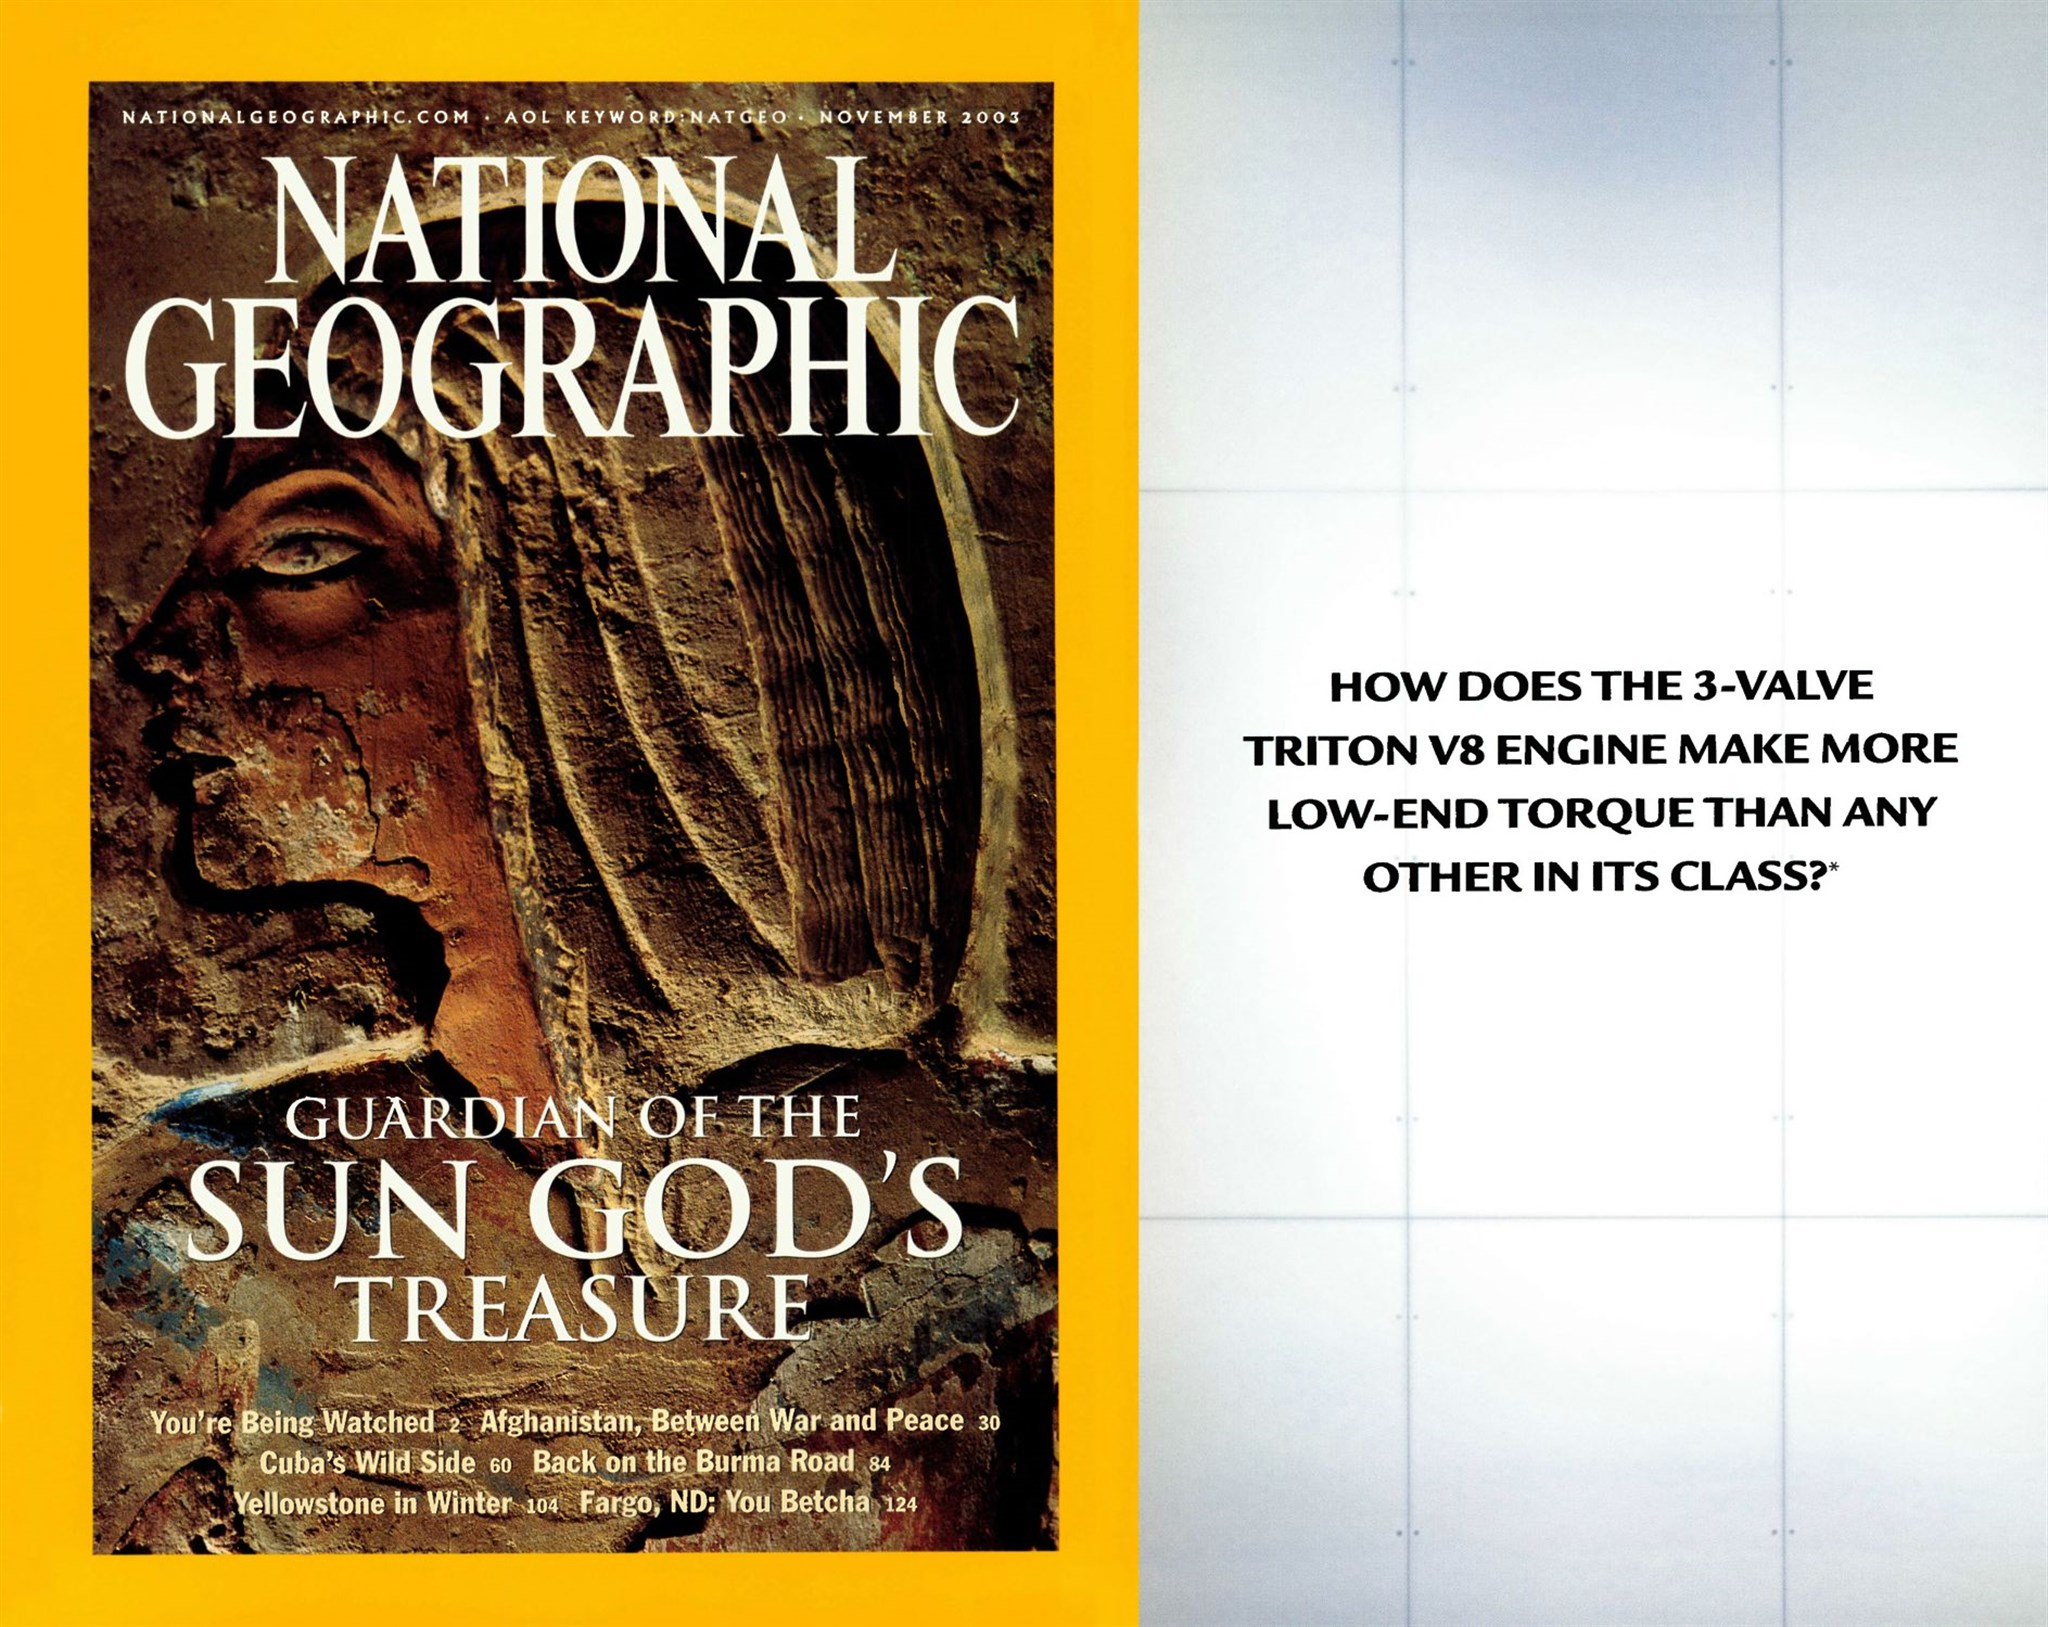 NATIONALGEOGRAPHIC.COM · AOL KEYWORD:NATGEO · NOVEMBER 2003
NATIONAL
GEOGRAPHIC
GUARDIAN OF THE
SUN GOD'S
TREASURE
You're Being Watched 2 Afghanistan, Between War and Peace 30
Cuba's Wild Side 60 Back on the Burma Road 84
Yellowstone in Winter 104 Fargo, ND: You Betcha 124
HOW DOES THE 3-VALVE
TRITON V8 ENGINE MAKE MORE
LOW-END TORQUE THAN ANY
OTHER IN ITS CLASS?*